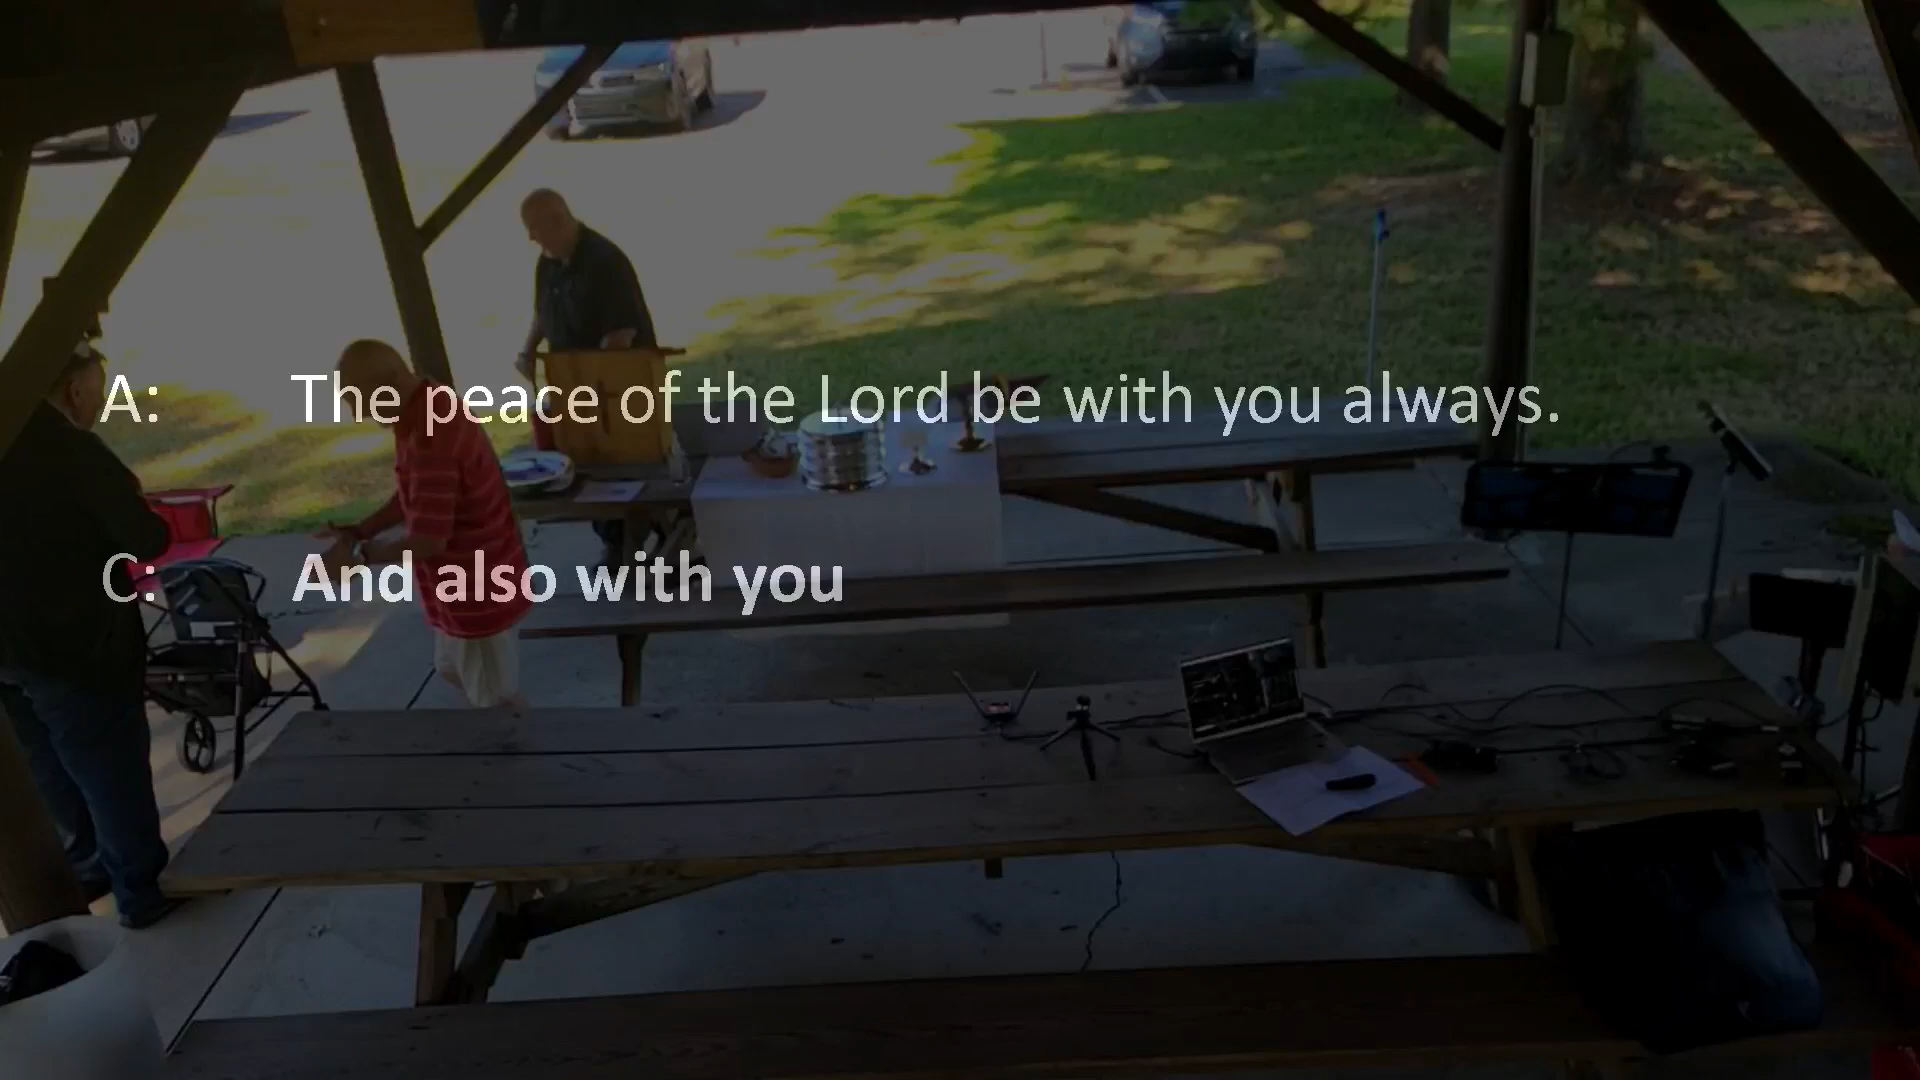 A: The peace of the Lord be with you always.
C: And also with you